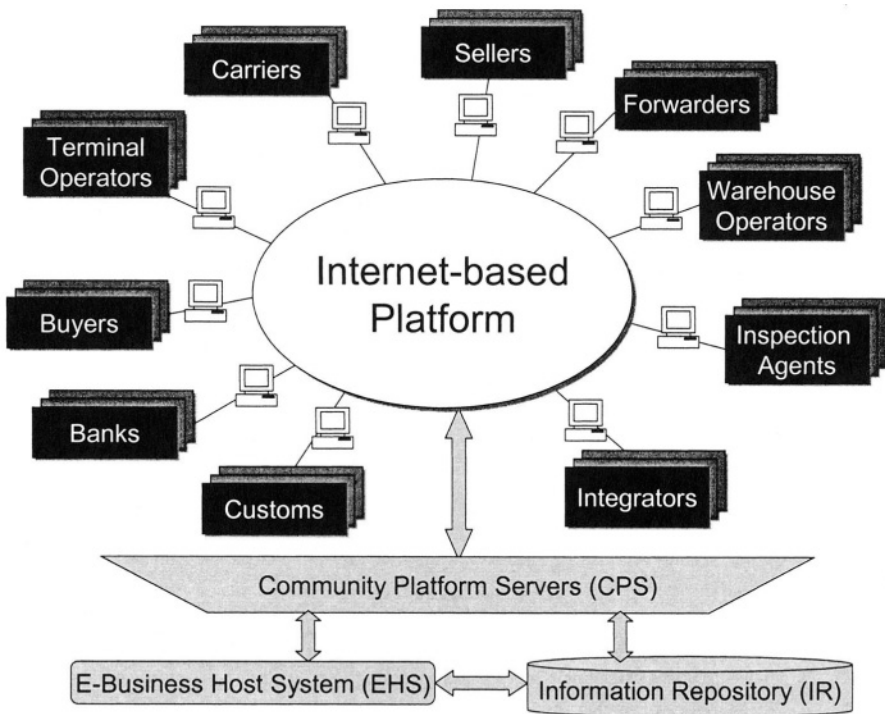 Sellers
Carriers
Forwarders
Terminal
Operators
Warehouse
Operators
Internet-based
Platform
Buyers
Inspection
Agents
Banks
Customs
Integrators
Community Platform Servers (CPS)
E-Business Host System (EHS)
Information Repository (IR)